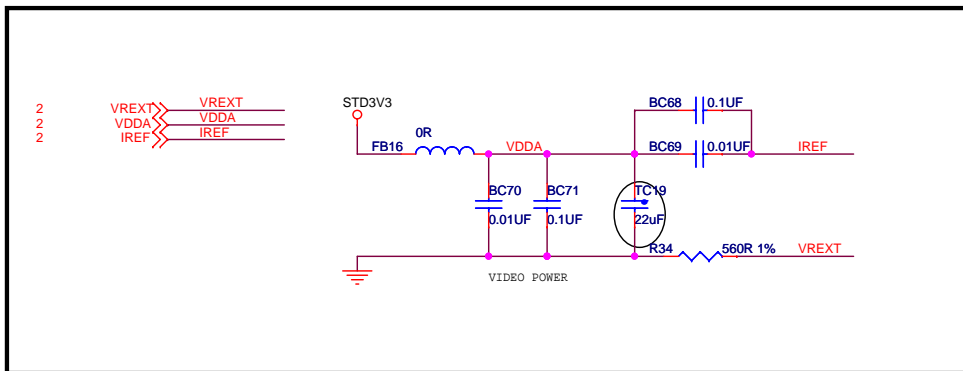 2 VREXT VREXT
2 VDDA VDDA
2 IREF IREF
STD3V3
BC68 0.1UF
0R
FB16 VDDA BC69 0.01UF IREF
BC70 BC71 TC19
0.01UF 0.1UF 22uF
R34 560R 1% VREXT
VIDEO POWER